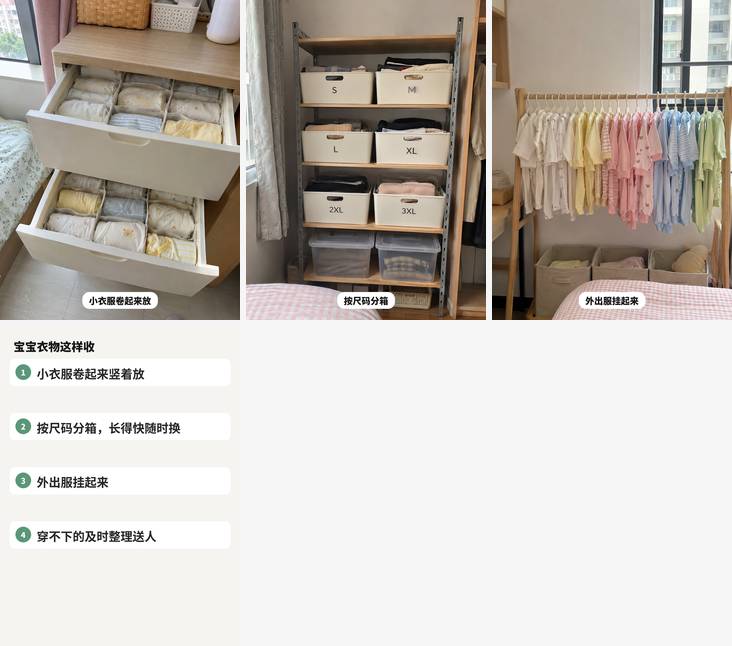 小衣服卷起来放
S
M
L
XL
2XL
3XL
按尺码分箱
外出服挂起来
宝宝衣物这样收
1 小衣服卷起来竖着放
2 按尺码分箱，长得快随时换
3 外出服挂起来
4 穿不下的及时整理送人